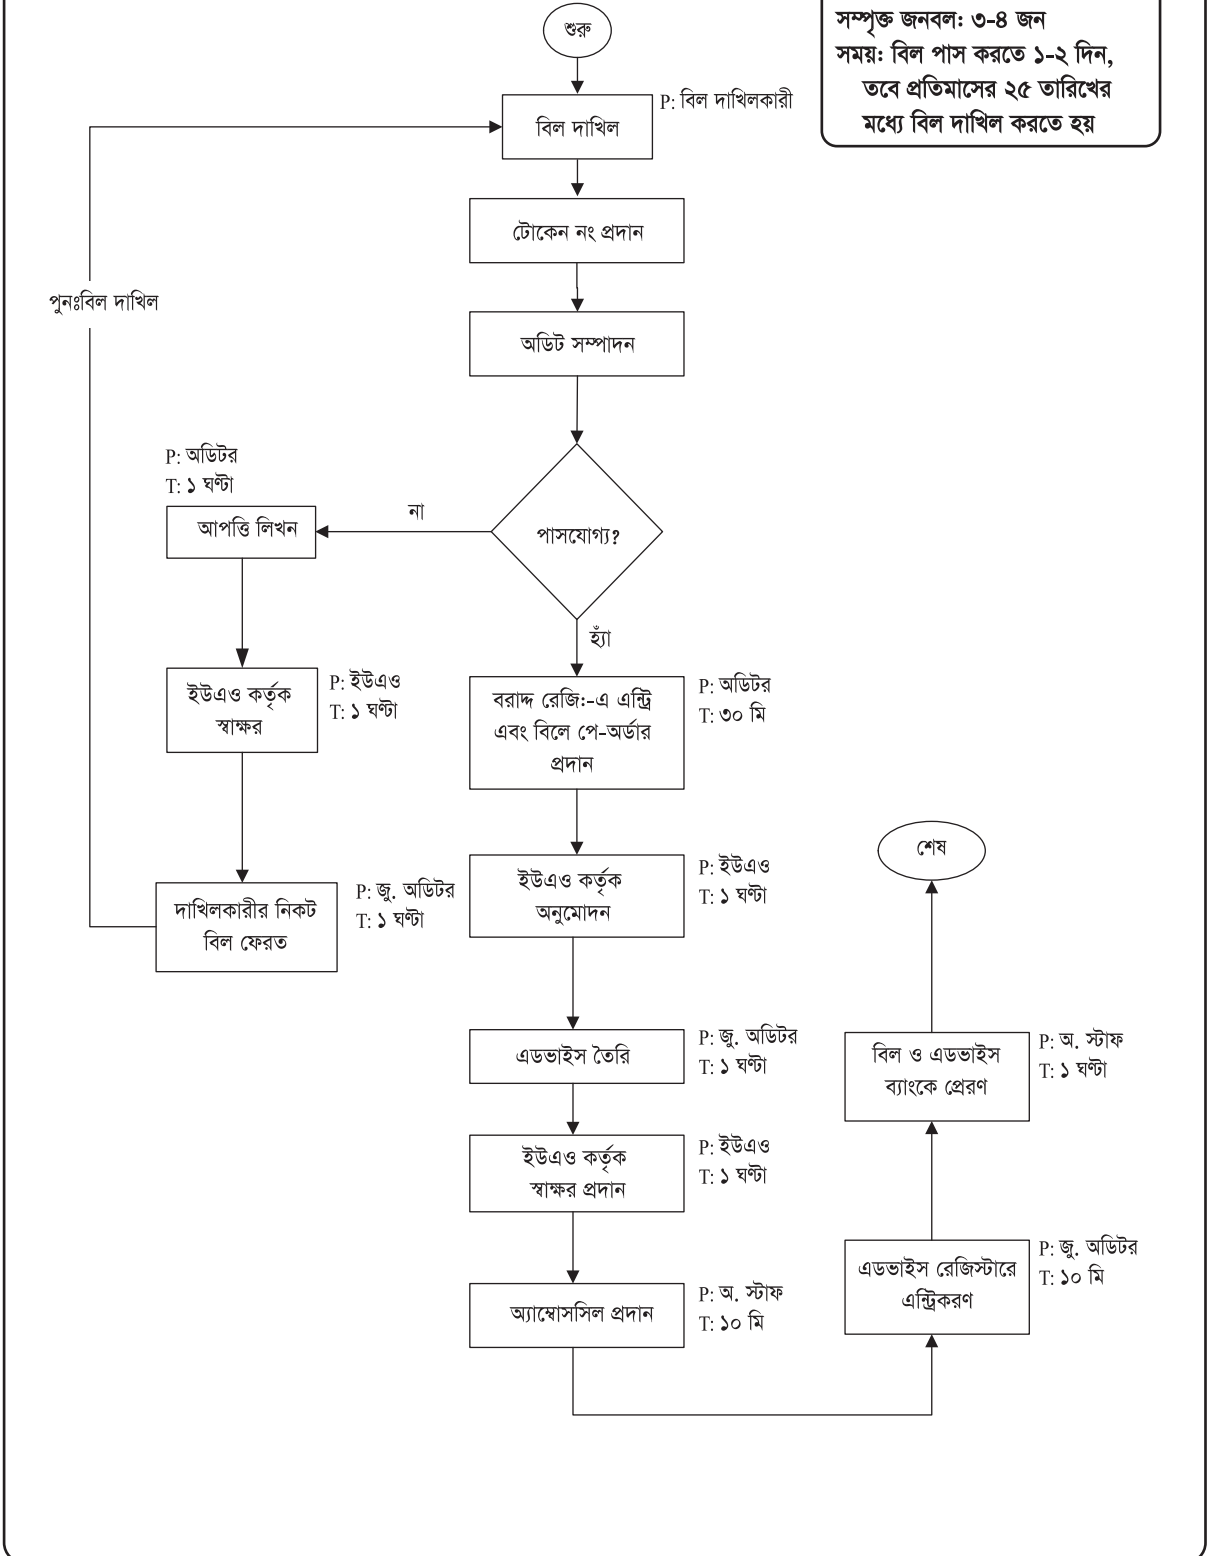 সম্পৃক্ত জনবল: ৩-৪ জন
সময়: বিল পাস করতে ১-২ দিন,
তবে প্রতিমাসের ২৫ তারিখের
মধ্যে বিল দাখিল করতে হয়
শুরু
P: বিল দাখিলকারী
বিল দাখিল
টোকেন নং প্রদান
পুনঃবিল দাখিল
অডিট সম্পাদন
P: অডিটর
T: ১ ঘণ্টা
আপত্তি লিখন
না
পাসযোগ্য?
হ্যাঁ
ইউএও কর্তৃক
স্বাক্ষর
P: ইউএও
T: ১ ঘণ্টা
বরাদ্দ রেজি:-এ এন্ট্রি
এবং বিলে পে-অর্ডার
প্রদান
P: অডিটর
T: ৩০ মি
দাখিলকারীর নিকট
বিল ফেরত
P: জু. অডিটর
T: ১ ঘণ্টা
ইউএও কর্তৃক
অনুমোদন
P: ইউএও
T: ১ ঘণ্টা
শেষ
এডভাইস তৈরি
P: জু. অডিটর
T: ১ ঘণ্টা
বিল ও এডভাইস
ব্যাংকে প্রেরণ
P: অ. স্টাফ
T: ১ ঘণ্টা
ইউএও কর্তৃক
স্বাক্ষর প্রদান
P: ইউএও
T: ১ ঘণ্টা
এডভাইস রেজিস্টারে
এন্ট্রিকরণ
P: জু. অডিটর
T: ১০ মি
অ্যাম্বোসসিল প্রদান
P: অ. স্টাফ
T: ১০ মি